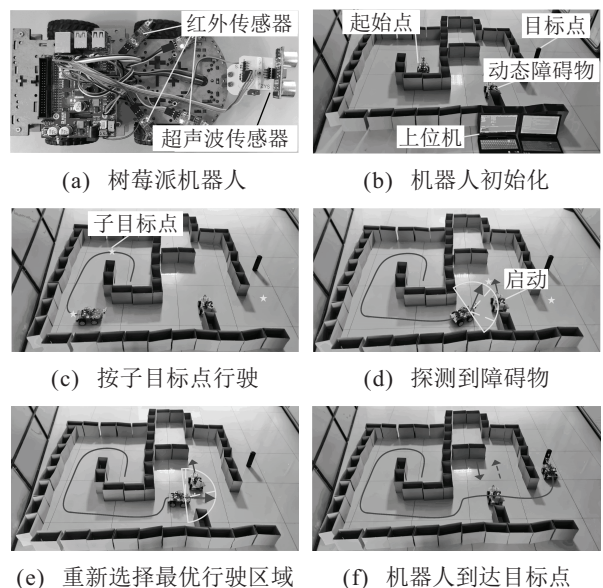 红外传感器
超声波传感器
(a) 树莓派机器人
起始点
目标点
动态障碍物
上位机
(b) 机器人初始化
子目标点
(c) 按子目标点行驶
启动
(d) 探测到障碍物
(e) 重新选择最优行驶区域
(f) 机器人到达目标点